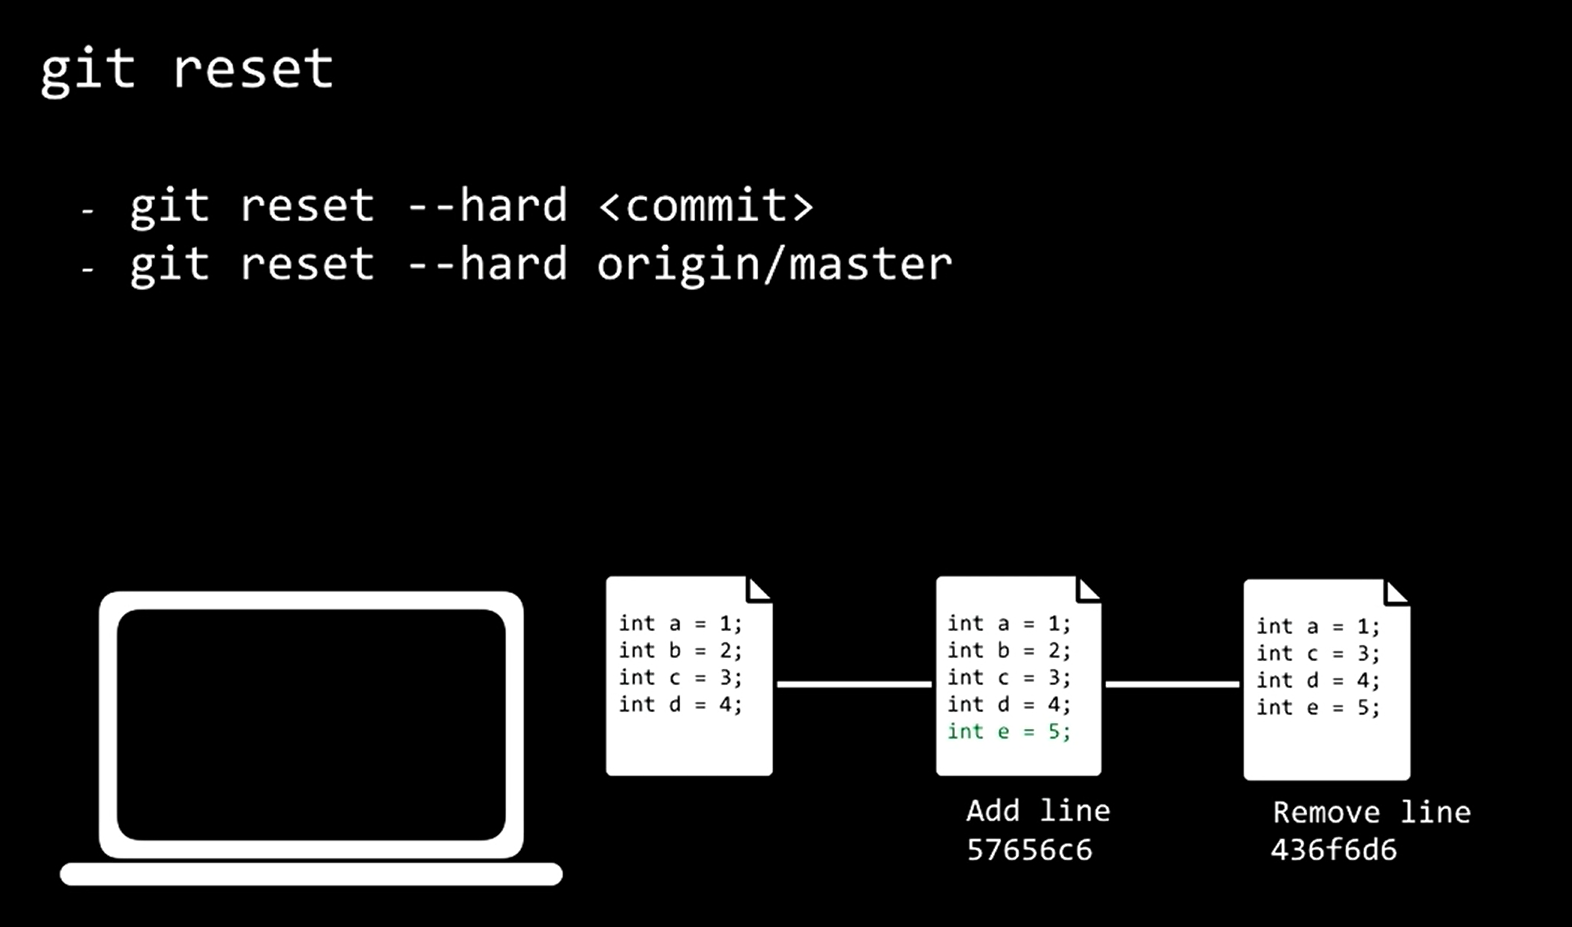 git reset
- git reset --hard <commit>
- git reset --hard origin/master
int a = 1;
int b = 2;
int c = 3;
int d = 4;
int a = 1;
int b = 2;
int c = 3;
int d = 4;
int e = 5;
Add line
57656c6
int a = 1;
int c = 3;
int d = 4;
int e = 5;
Remove line
436f6d6